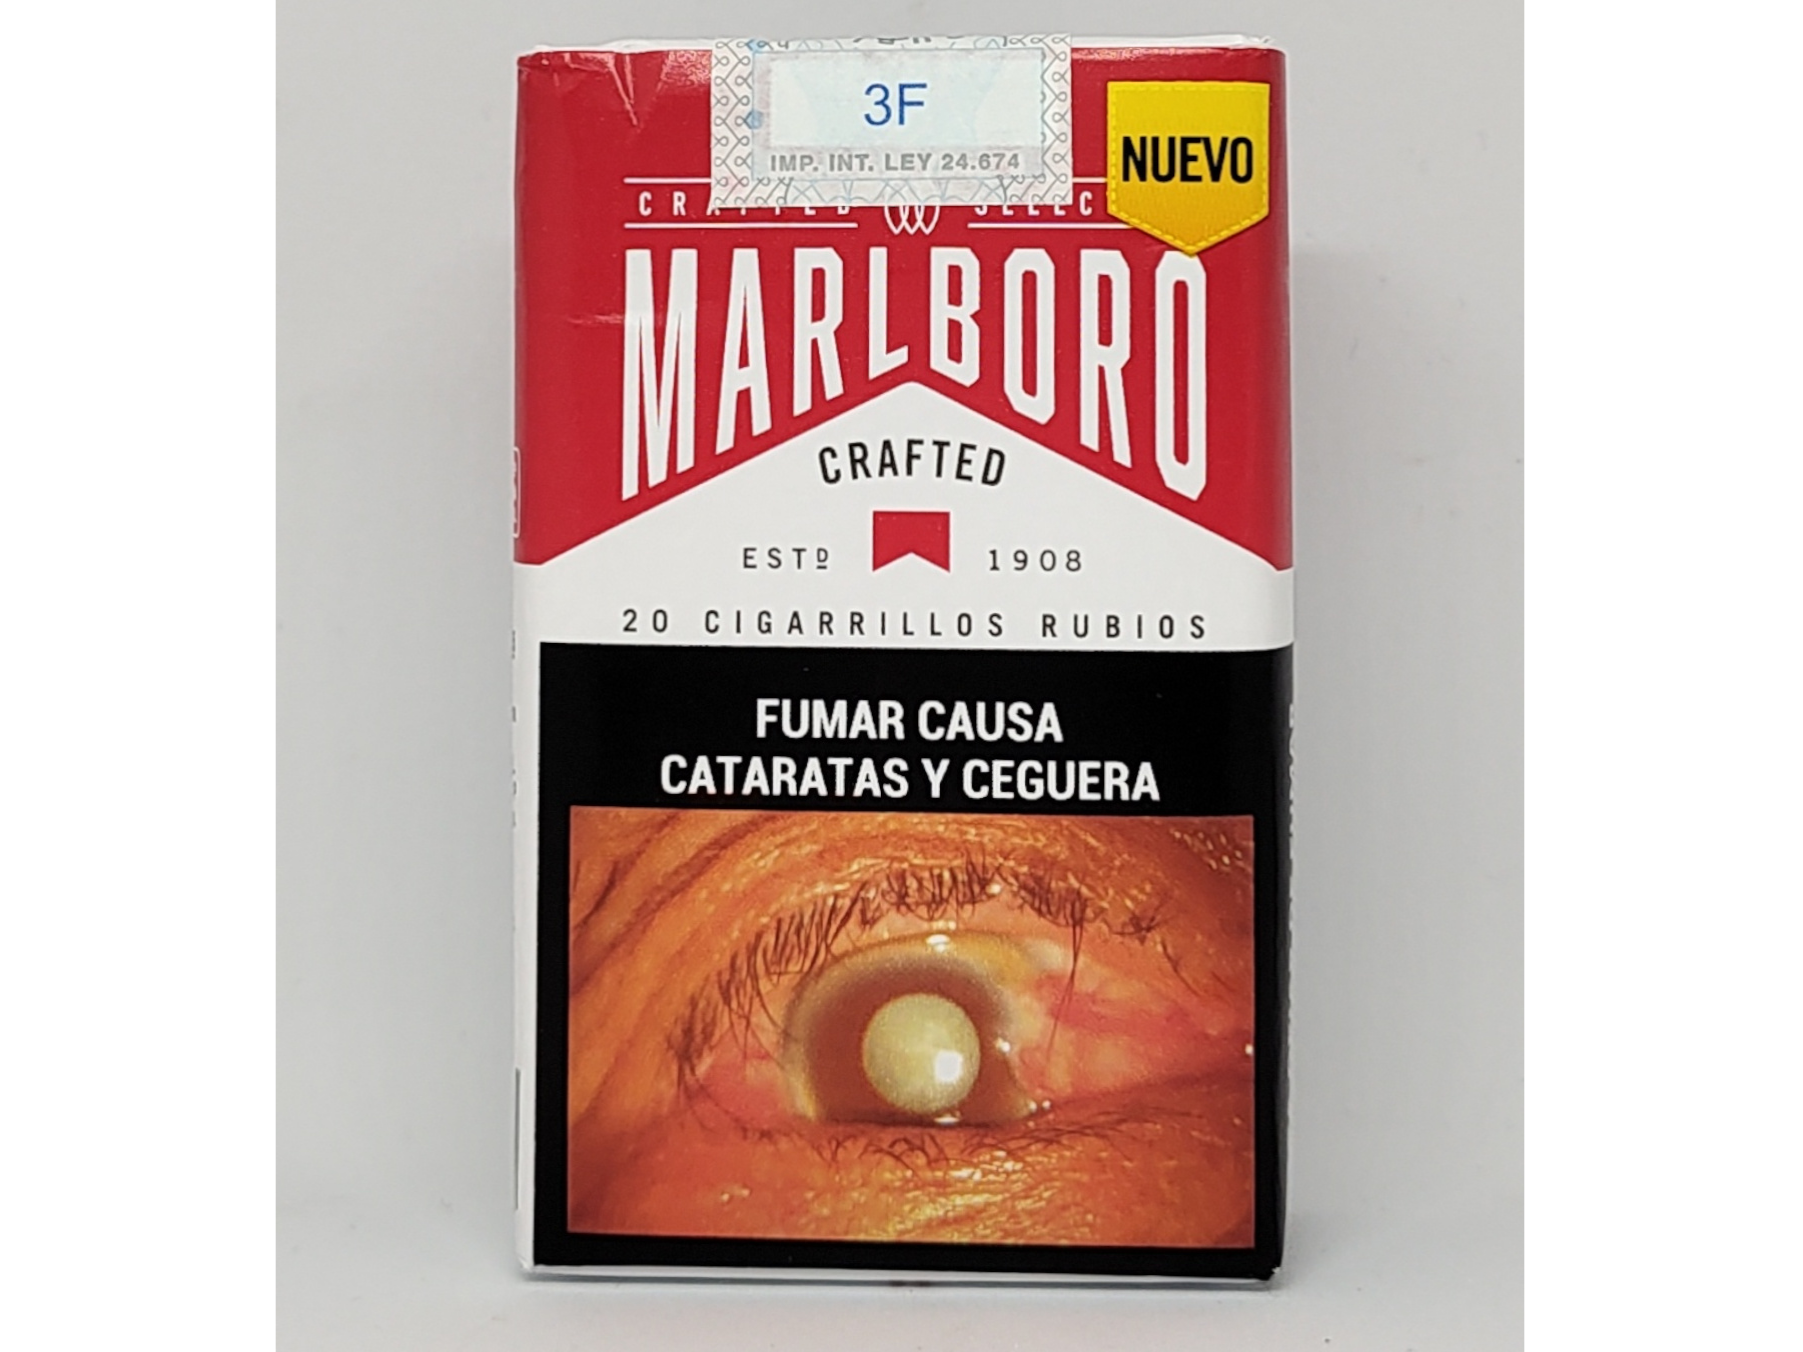 3F
IMP. INT. LEY 24.674
NUEVO
MARLBORO
CRAFTED
ESTD 1908
20 CIGARRILLOS RUBIOS
FUMAR CAUSA
CATARATAS Y CEGUERA